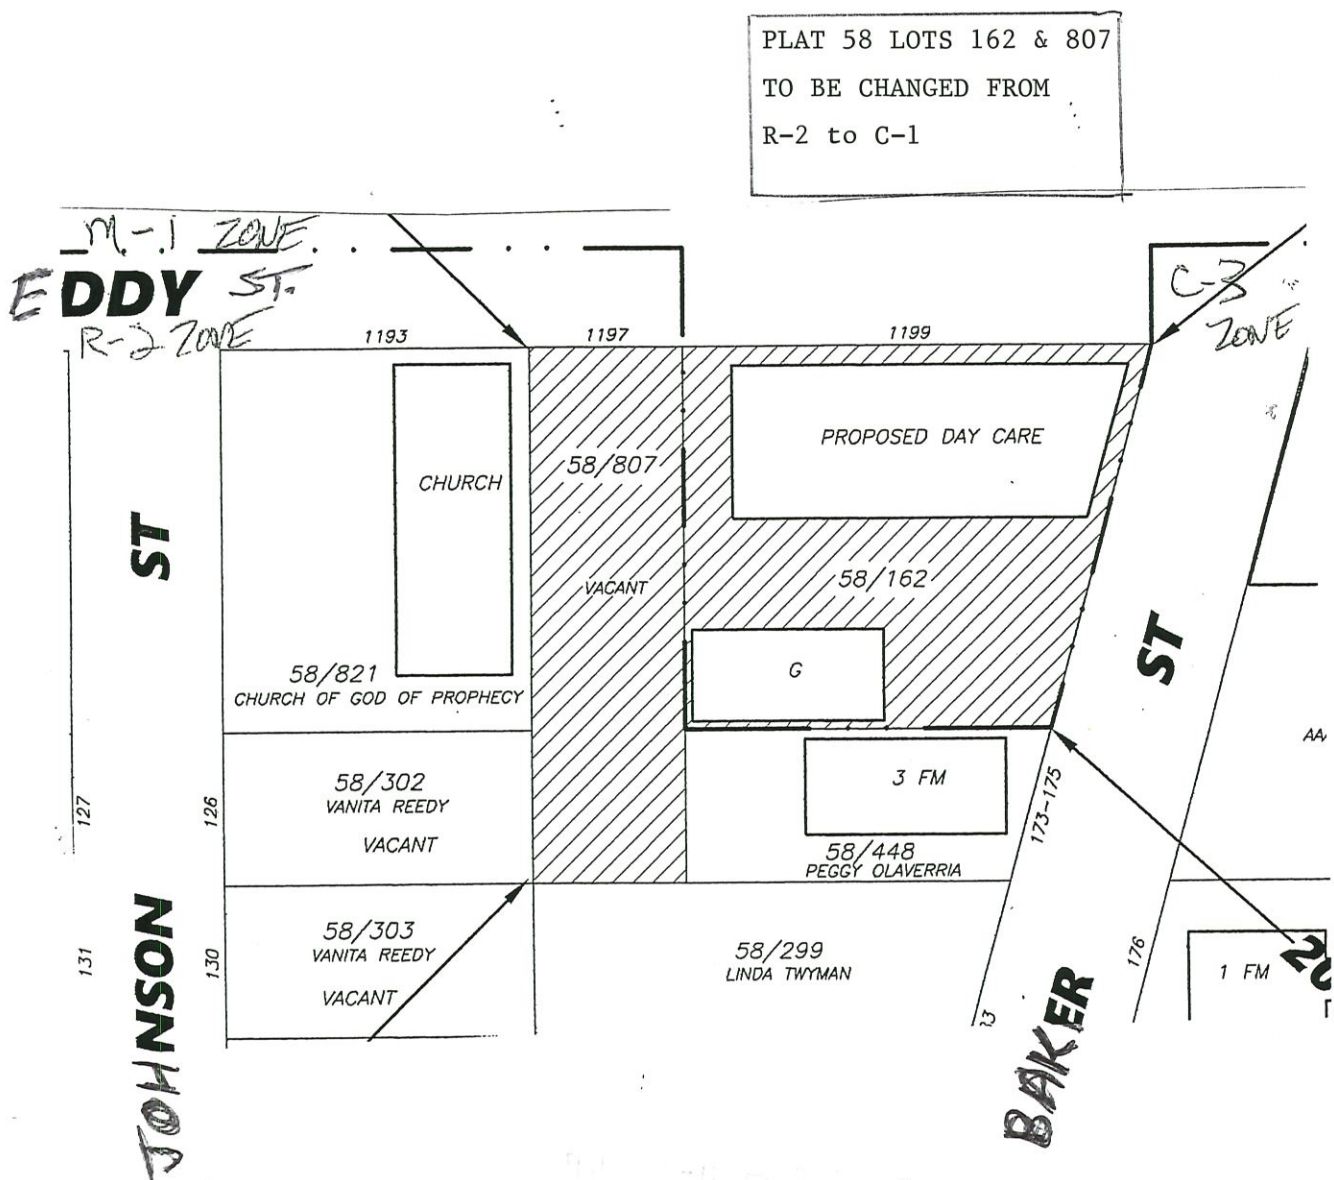 PLAT 58 LOTS 162 & 807
TO BE CHANGED FROM
R-2 to C-1
M-1 ZONE
EDDY ST.
R-2 ZONE
C-3
ZONE
1193
1197
1199
CHURCH
58/807
PROPOSED DAY CARE
VACANT
58/162
ST
ST
58/821
CHURCH OF GOD OF PROPHECY
G
58/302
VANITA REEDY
VACANT
127
126
3 FM
173-175
58/448
PEGGY OLAVERRIA
58/303
VANITA REEDY
VACANT
131
130
58/299
LINDA TWYMAN
176
1 FM
JOHNSON
BAKER